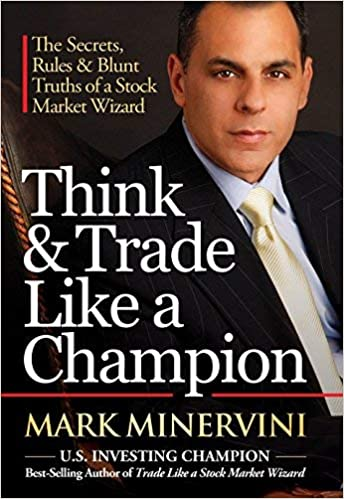 The Secrets,
Rules & Blunt
Truths of a Stock
Market Wizard
Think
& Trade
Like a
Champion
MARK MINERVINI
U.S. INVESTING CHAMPION
Best-Selling Author of Trade Like a Stock Market Wizard